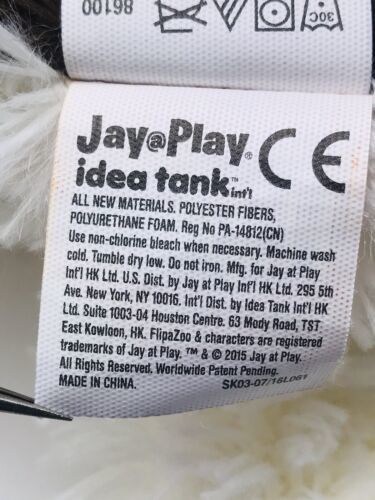 86100
30C
Jay@Play®
idea tank™ int'l
CE
ALL NEW MATERIALS. POLYESTER FIBERS,
POLYURETHANE FOAM. Reg No PA-14812(CN)
Use non-chlorine bleach when necessary. Machine wash
cold. Tumble dry low. Do not iron. Mfg. for Jay at Play
Int'l HK Ltd. U.S. Dist. by Jay at Play Int'l HK Ltd. 295 5th
Ave. New York, NY, 10016. Int'l Dist. by Idea Tank Int'l HK
Ltd. Suite 1003-04 Houston Centre. 63 Mody Road, TST
East Kowloon, HK. FlipaZoo & characters are registered
trademarks of Jay at Play. ™ & © 2015 Jay at Play.
All Rights Reserved. Worldwide Patent Pending.
MADE IN CHINA. SK03-07/16L061